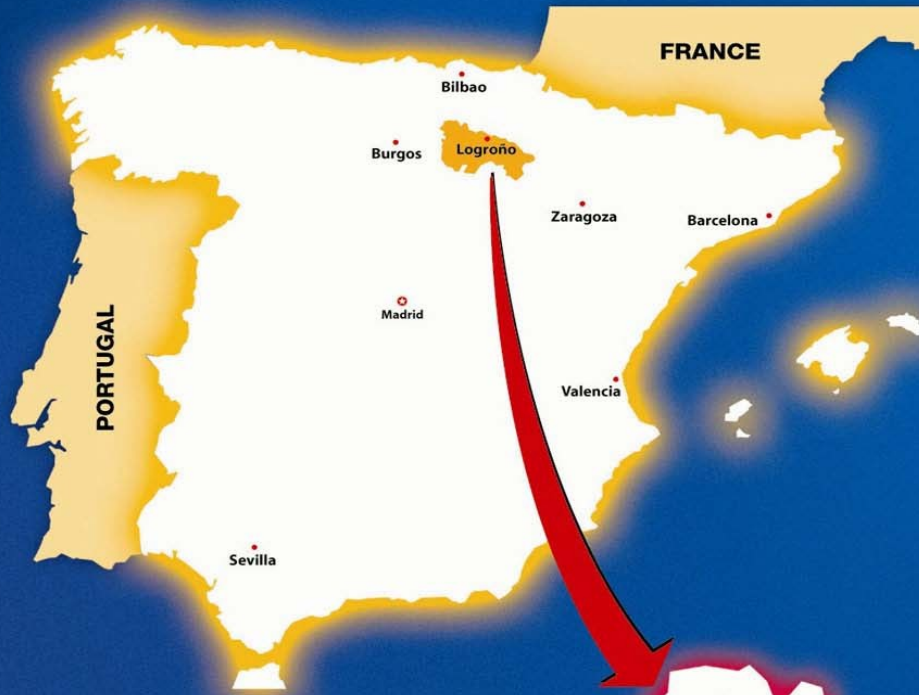 FRANCE
Bilbao
Burgos
Logroño
Zaragoza
Barcelona
Madrid
PORTUGAL
Valencia
Sevilla